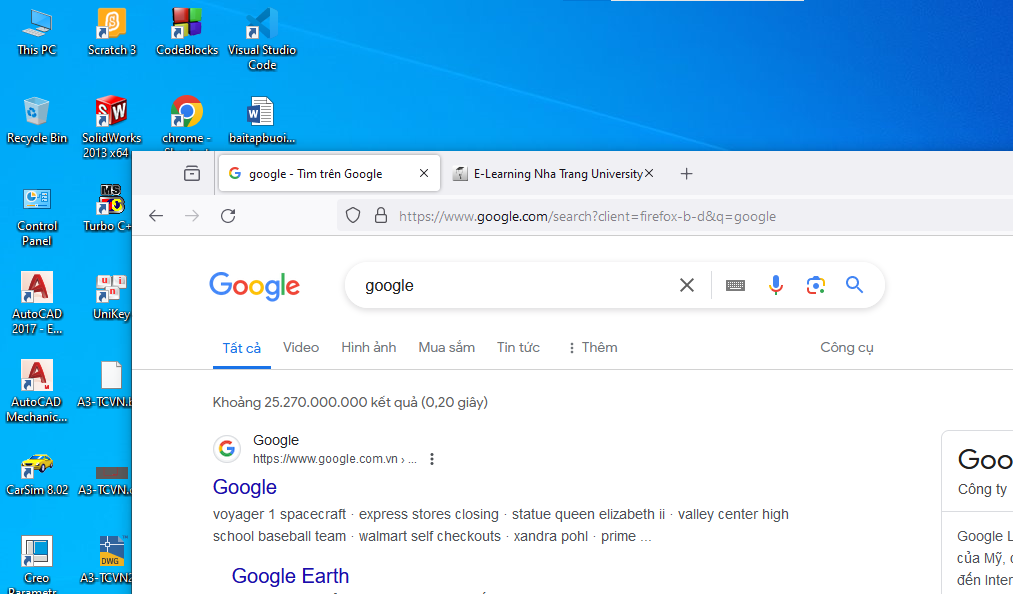 This PC
Scratch 3
CodeBlocks
Visual Studio
Code
Recycle Bin
SolidWorks
2013 x64
chrome -
baitapbuoi...
Control
Panel
MS
Turbo C+
AutoCAD
2017 - E...
UniKey
AutoCAD
Mechanic...
A3-TCVN.
CarSim 8.02
A3-TCVN.
Creo
Parametr...
DWG
A3-TCVN2
google - Tìm trên Google
E-Learning Nha Trang University
https://www.google.com/search?client=firefox-b-d&q=google
Google
google
Tất cả
Video
Hình ảnh
Mua sắm
Tin tức
Thêm
Công cụ
Khoảng 25.270.000.000 kết quả (0,20 giây)
Google
https://www.google.com.vn › ...
Google
voyager 1 spacecraft · express stores closing · statue queen elizabeth ii · valley center high
school baseball team · walmart self checkouts · xandra pohl · prime ...
Google Earth
Goo
Công ty
Google L
của Mỹ,
đến Inter